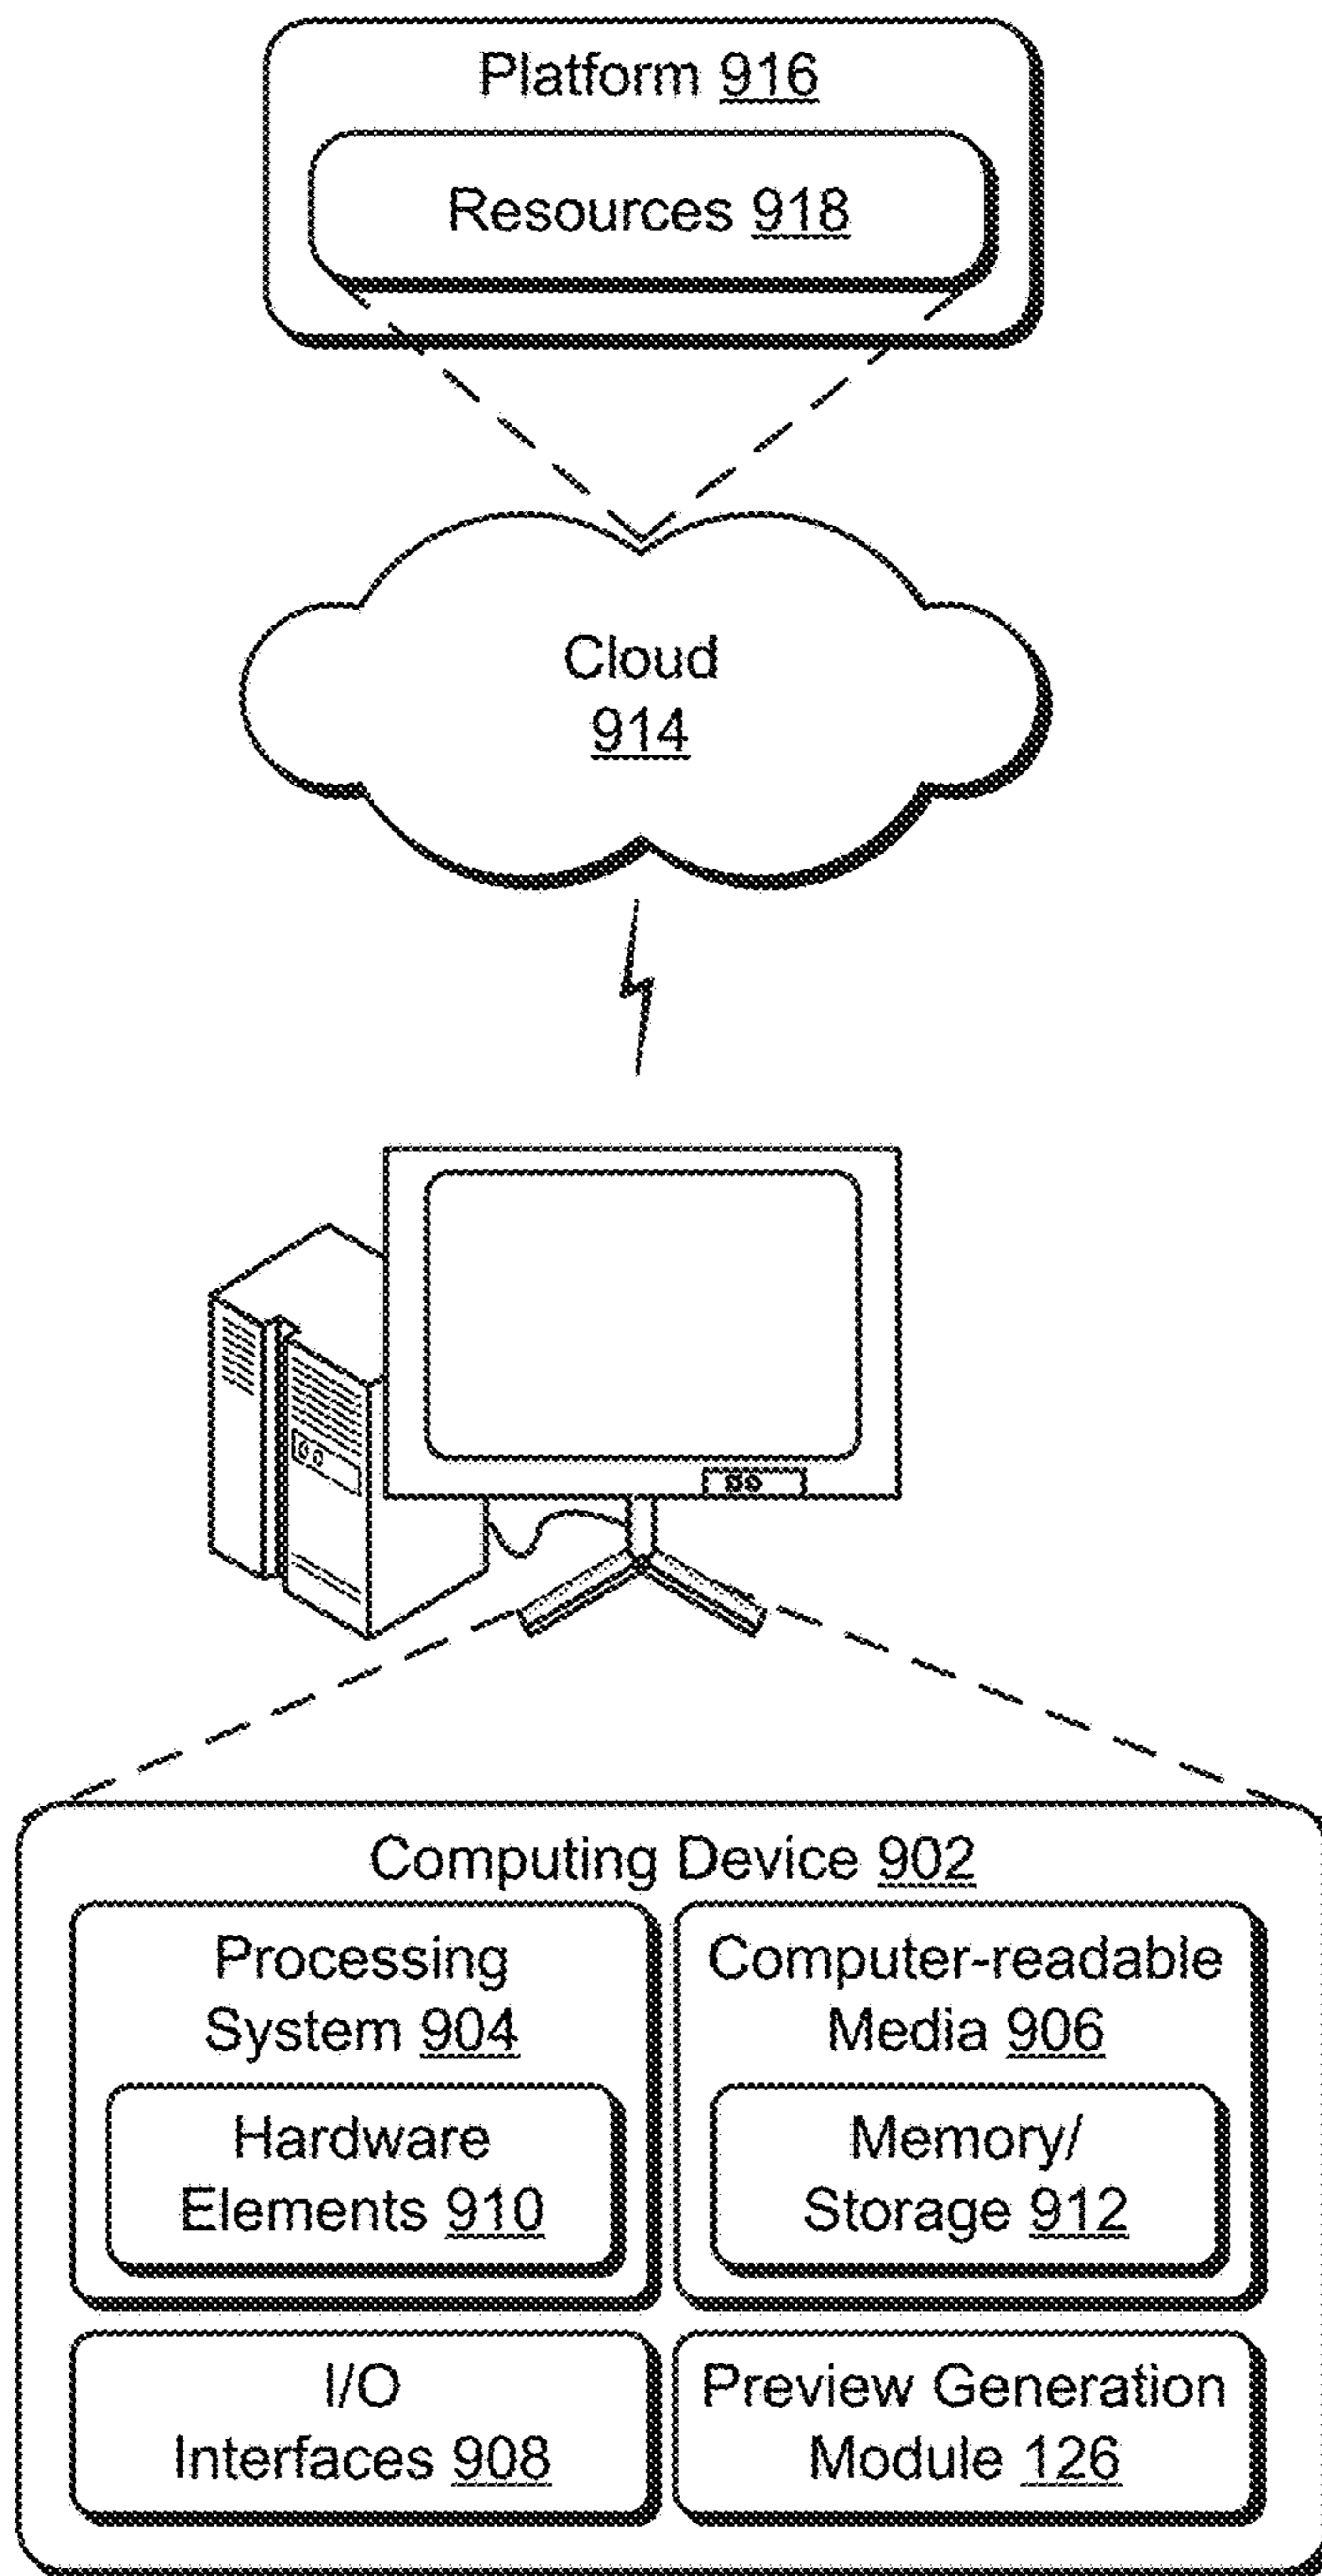 Platform 916
Resources 918
Cloud
914
Computing Device 902
Processing
System 904
Hardware
Elements 910
Computer-readable
Media 906
Memory/
Storage 912
I/O
Interfaces 908
Preview Generation
Module 126